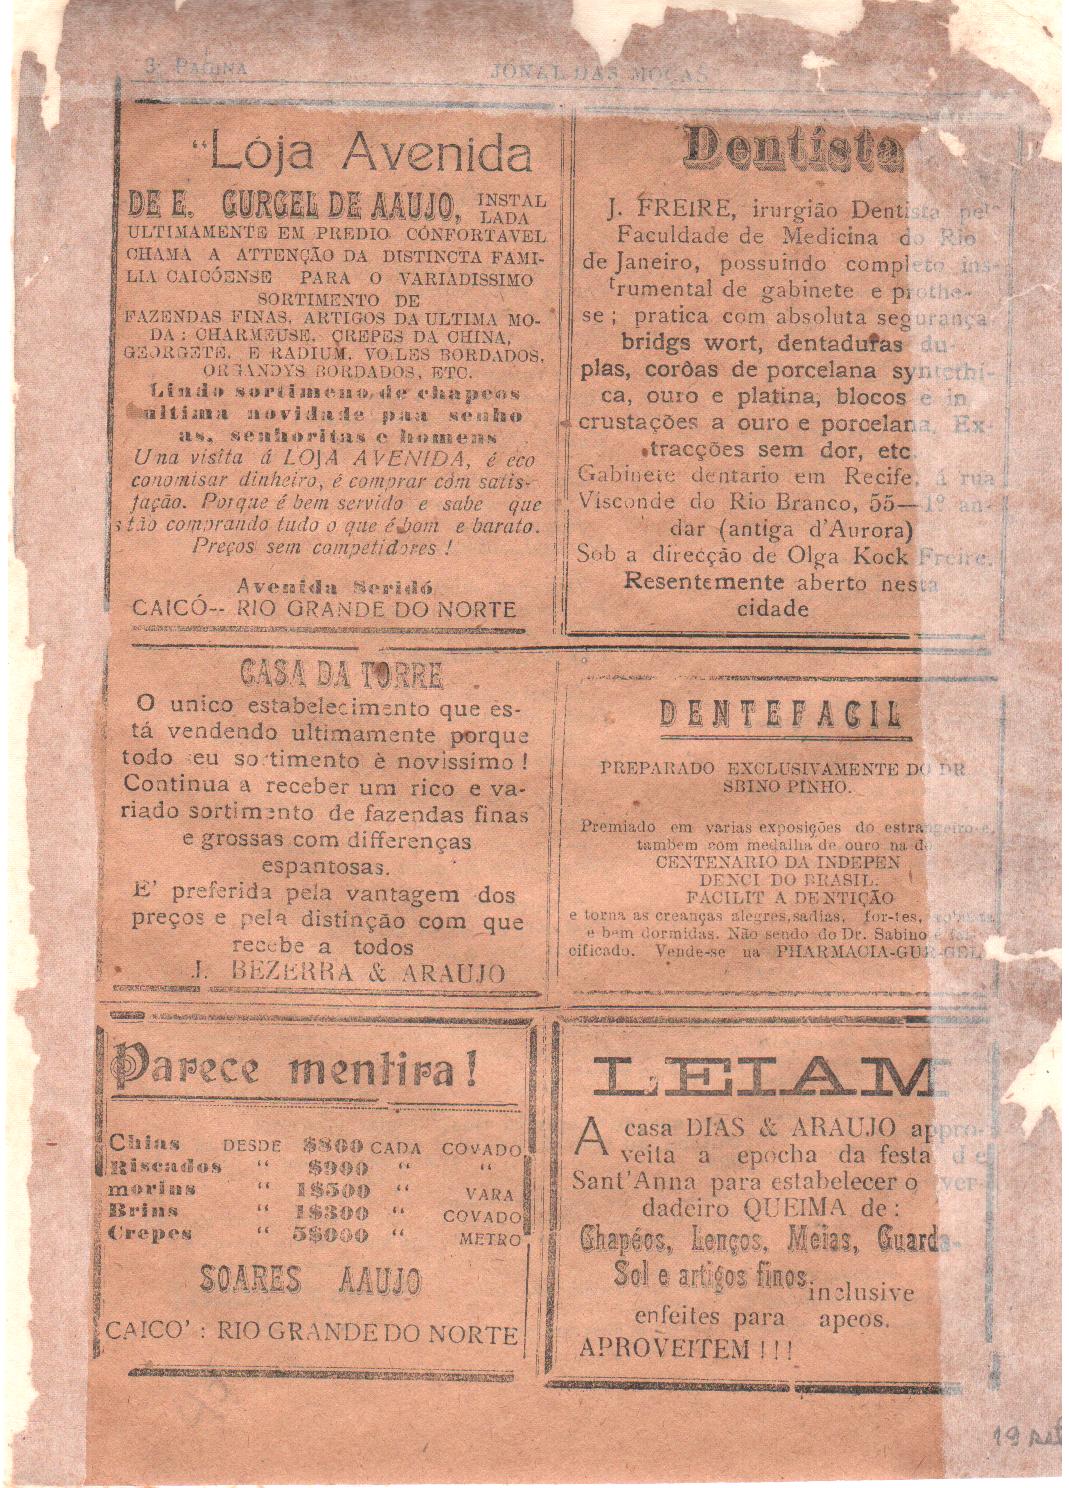 3ª PAGINA
JONAL DAS MOÇAS
"Lója Avenida
DE E. GURGEL DE AAUJO, INSTAL
LADA
ULTIMAMENTE EM PREDIO CÓNFORTAVEL
CHAMA A ATTENÇÃO DA DISTINCTA FAMI-
LIA CAICÓENSE PARA O VARIADISSIMO
SORTIMENTO DE
FAZENDAS FINAS, ARTIGOS DA ULTIMA MO-
DA: CHARMEUSE, CREPES DA CHINA,
GEORGETE, E RADIUM, VOILES BORDADOS,
ORGANDYS BORDADOS, ETC.
Lindo sortimeno de chapeos
ultima novidade paa senho
as, senhoritas e homens
Una visita á LOJA AVENIDA, é eco
conomisar dinheiro, é comprar cóm satis-
fação. Porque é bem servido e sabe que
stão comprando tudo o que é bom e barato.
Preços sem competidores!
Avenida Seridó
CAICÓ-- RIO GRANDE DO NORTE
Dentísta
J. FREIRE, irurgião Dentista pela
Faculdade de Medicina do Rio
de Janeiro, possuindo completo ins-
trumental de gabinete e prothe-
se; pratica com absoluta segurança
bridgs wort, dentaduras du-
plas, corôas de porcelana syntethi-
ca, ouro e platina, blocos e in
crustações a ouro e porcelana, Ex-
tracções sem dor, etc.
Gabinete dentario em Recife, á rua
Visconde do Rio Branco, 55—1º an-
dar (antiga d'Aurora)
Sob a direcção de Olga Kock Freire.
Resentemente aberto nesta
cidade
CASA DA TORRE
O unico estabelecimento que es-
tá vendendo ultimamente porque
todo seu sortimento è novissimo!
Continua a receber um rico e va-
riado sortimento de fazendas finas
e grossas com differenças
espantosas.
E' preferida pela vantagem dos
preços e pela distinção com que
recebe a todos
J. BEZERRA & ARAUJO
DENTEFACIL
PREPARADO EXCLUSIVAMENTE DO DR
SBINO PINHO.
Premiado em varias exposições do estrangeiro e,
tambem com medalha de ouro na do
CENTENARIO DA INDEPEN
DENCI DO BRASIL.
FACILIT A DENTIÇÃO
e torna as creanças alegres, sadias, for-tes,
e bem dormidas. Não sendo do Dr. Sabino é fal-
cificado. Vende-se na PHARMACIA-GUR-GEL
Parece mentira!
Chias DESDE $800 CADA COVADO
Riscados " $900 " "
morins " 1$500 " VARA
Brins " 1$300 " COVADO
Crepes " 5$000 " METRO
SOARES AAUJO
CAICO': RIO GRANDE DO NORTE
LEIAM
A casa DIAS & ARAUJO apro-
veita a epocha da festa de
Sant'Anna para estabelecer o ver-
dadeiro QUEIMA de:
Chapéos, Lenços, Meias, Guarda-
Sol e artigos finos. inclusive
enfeites para apeos.
APROVEITEM!!!
19